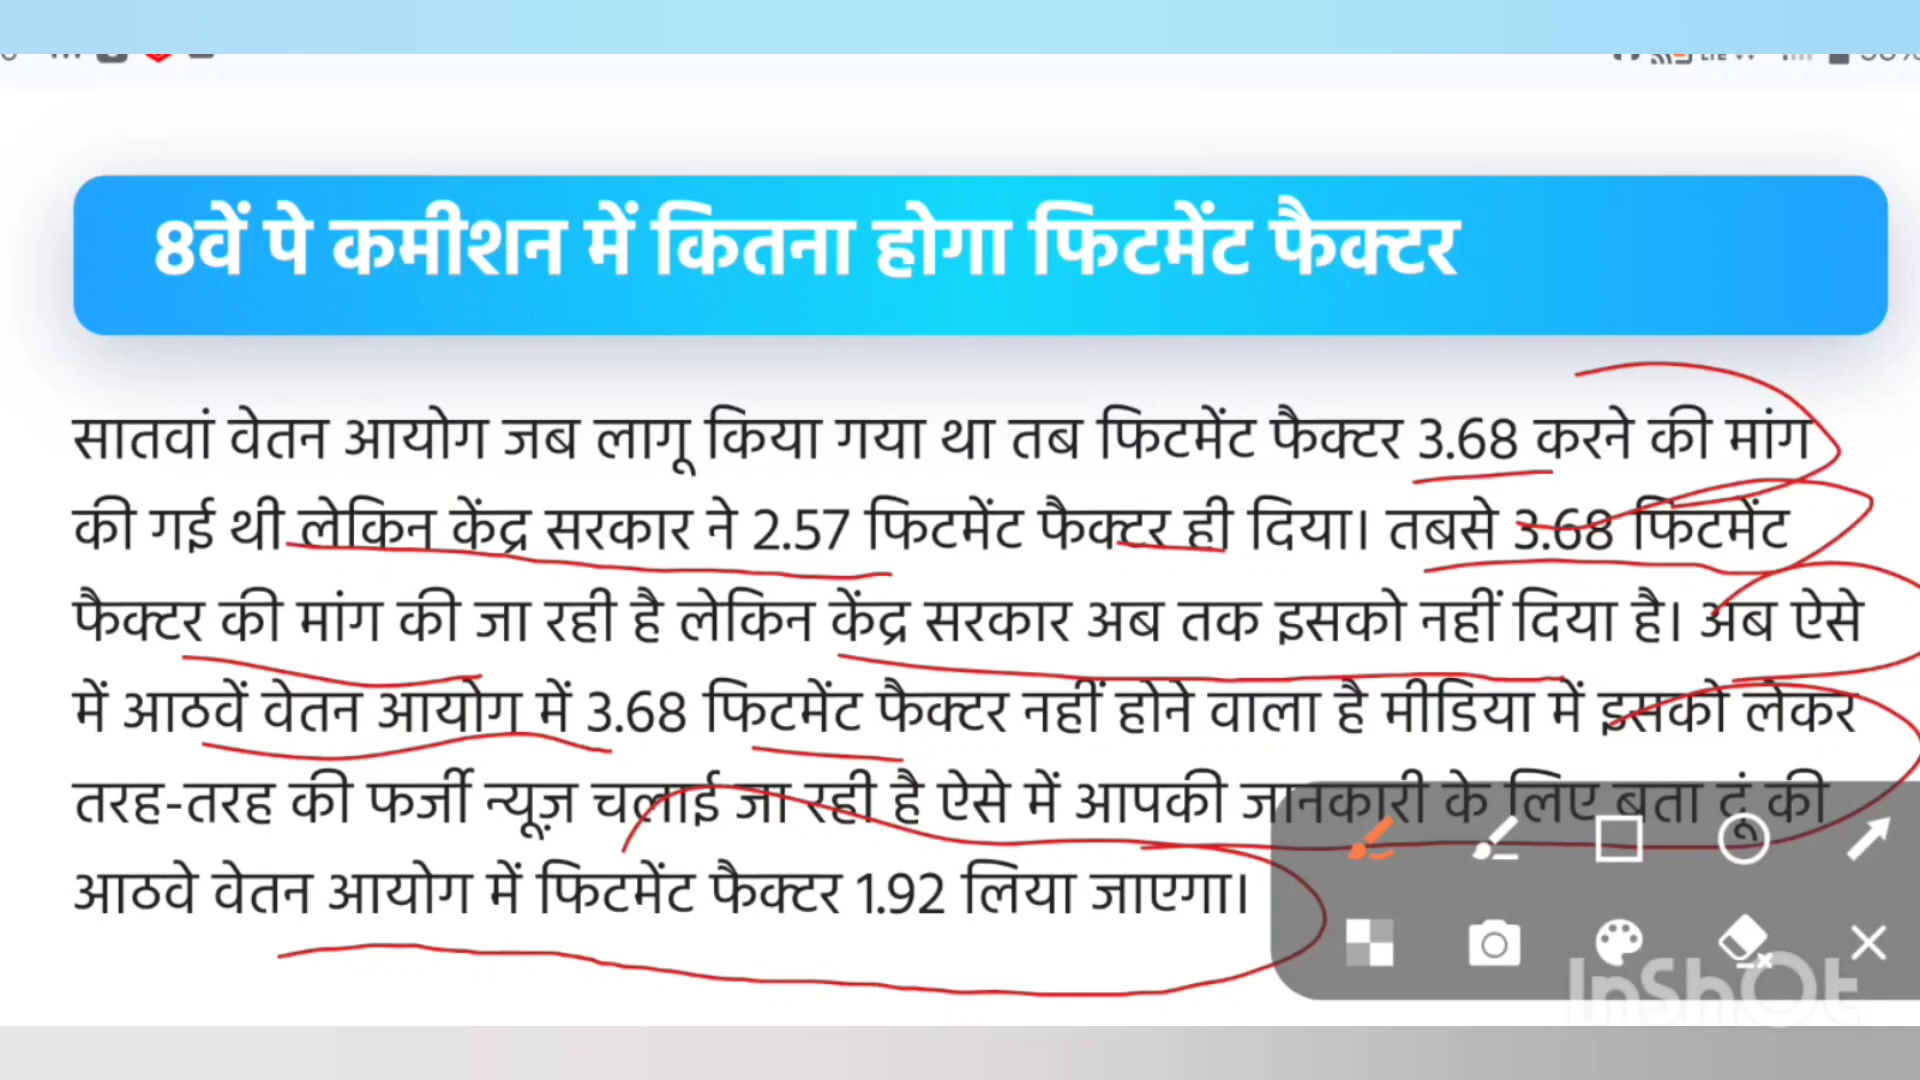 8वें पे कमीशन में कितना होगा फिटमेंट फैक्टर
सातवां वेतन आयोग जब लागू किया गया था तब फिटमेंट फैक्टर 3.68 करने की मांग
की गई थी लेकिन केंद्र सरकार ने 2.57 फिटमेंट फैक्टर ही दिया। तबसे 3.68 फिटमेंट
फैक्टर की मांग की जा रही है लेकिन केंद्र सरकार अब तक इसको नहीं दिया है। अब ऐसे
में आठवें वेतन आयोग में 3.68 फिटमेंट फैक्टर नहीं होने वाला है मीडिया में इसको लेकर
तरह-तरह की फर्जी न्यूज़ चलाई जा रही है ऐसे में आपकी जानकारी के लिए बता दूं की
आठवे वेतन आयोग में फिटमेंट फैक्टर 1.92 लिया जाएगा।
InShOt